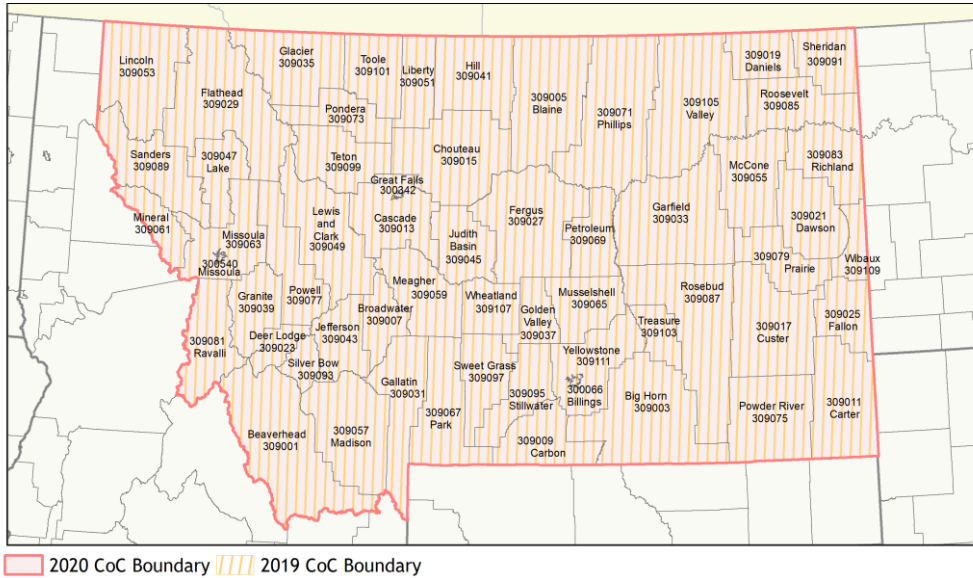 Lincoln
309053
Flathead
309029
Glacier
309035
Toole
309101
Liberty
309051
Hill
309041
309005
Blaine
309071
Phillips
309105
Valley
309019
Daniels
Sheridan
309091
Roosevelt
309085
Pondera
309073
Teton
309099
Chouteau
309015
Great Falls
300342
Sanders
309089
309047
Lake
McCone
309055
309083
Richland
Mineral
309061
Missoula
309063
300540
Missoula
Lewis
and
Clark
309049
Cascade
309013
Judith
Basin
309045
Fergus
309027
Petroleum
309069
Garfield
309033
309021
Dawson
309079
Prairie
Wibaux
309109
Granite
309039
Powell
309077
Meagher
309059
Broadwater
309007
Wheatland
309107
Golden
Valley
309037
Musselshell
309065
Rosebud
309087
Treasure
309103
309017
Custer
309025
Fallon
309081
Ravalli
Deer Lodge
309023
Jefferson
309043
Silver Bow
309093
Gallatin
309031
309067
Park
Sweet Grass
309097
309095
Stillwater
Yellowstone
309111
300066
Billings
Big Horn
309003
Powder River
309075
309011
Carter
Beaverhead
309001
309057
Madison
309009
Carbon
2020 CoC Boundary
2019 CoC Boundary